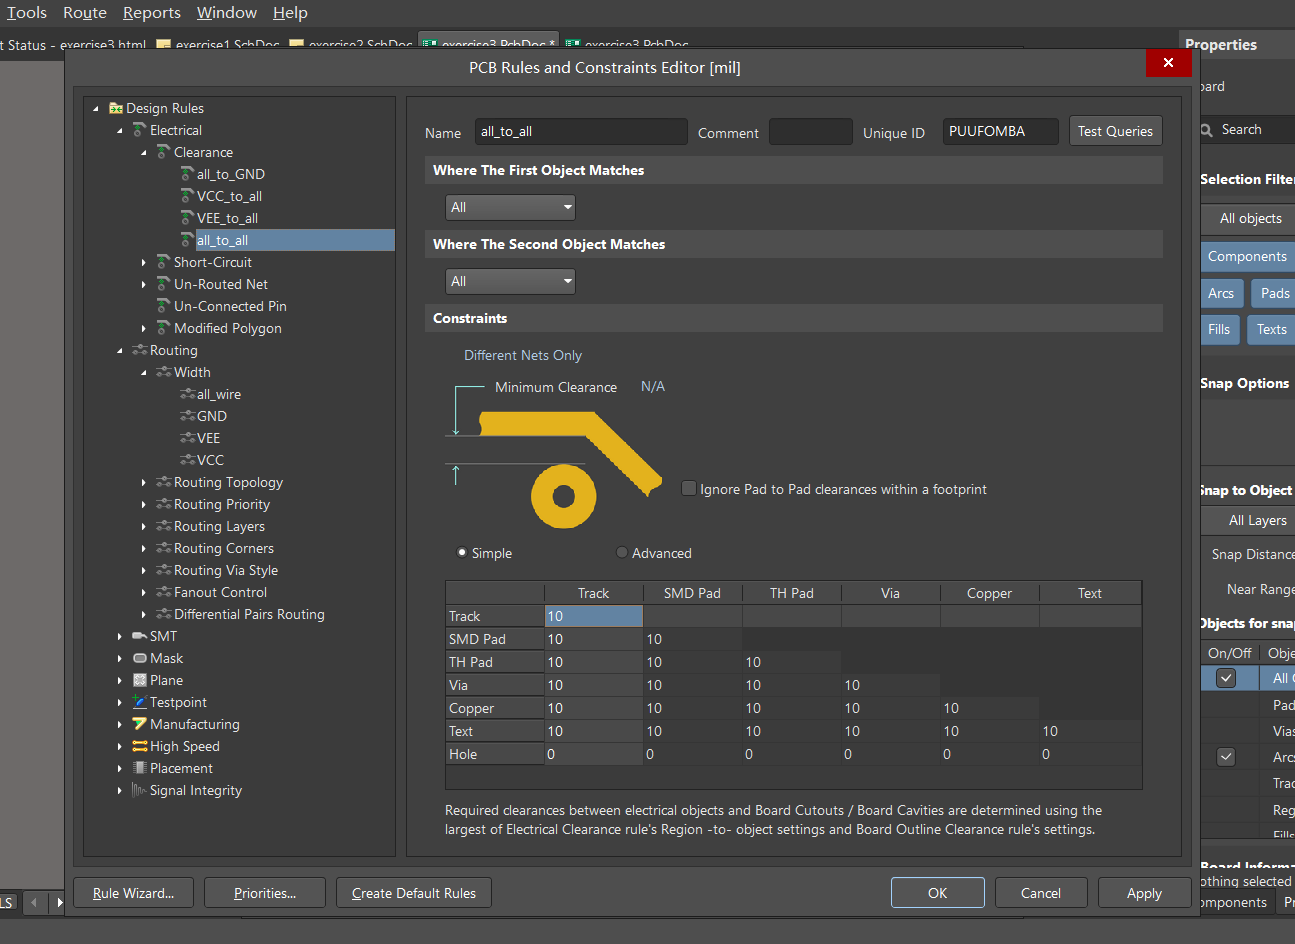 Tools Route Reports Window Help
t Status - exercise3.html exercise1.SchDoc exercise2.SchDoc exercise3.PcbDoc * exercise3.PcbDoc
Properties
PCB Rules and Constraints Editor [mil]
oard
Search
Selection Filter
All objects
Components
Arcs Pads
Fills Texts
Snap Options
Snap to Object
All Layers
Snap Distance
Near Range
Objects for snap
On/Off Obje
All
Pad
Vias
Arcs
Trac
Reg
Fills
Board Informa
othing selected
omponents Pr
Design Rules
Electrical
Clearance
all_to_GND
VCC_to_all
VEE_to_all
all_to_all
Short-Circuit
Un-Routed Net
Un-Connected Pin
Modified Polygon
Routing
Width
all_wire
GND
VEE
VCC
Routing Topology
Routing Priority
Routing Layers
Routing Corners
Routing Via Style
Fanout Control
Differential Pairs Routing
SMT
Mask
Plane
Testpoint
Manufacturing
High Speed
Placement
Signal Integrity
Name all_to_all Comment Unique ID PUUFOMBA Test Queries
Where The First Object Matches
All
Where The Second Object Matches
All
Constraints
Different Nets Only
Minimum Clearance N/A
Ignore Pad to Pad clearances within a footprint
Simple Advanced
Track SMD Pad TH Pad Via Copper Text
Track 10
SMD Pad 10 10
TH Pad 10 10 10
Via 10 10 10 10
Copper 10 10 10 10 10
Text 10 10 10 10 10 10
Hole 0 0 0 0 0 0
Required clearances between electrical objects and Board Cutouts / Board Cavities are determined using the
largest of Electrical Clearance rule's Region -to- object settings and Board Outline Clearance rule's settings.
Rule Wizard... Priorities... Create Default Rules OK Cancel Apply
LS